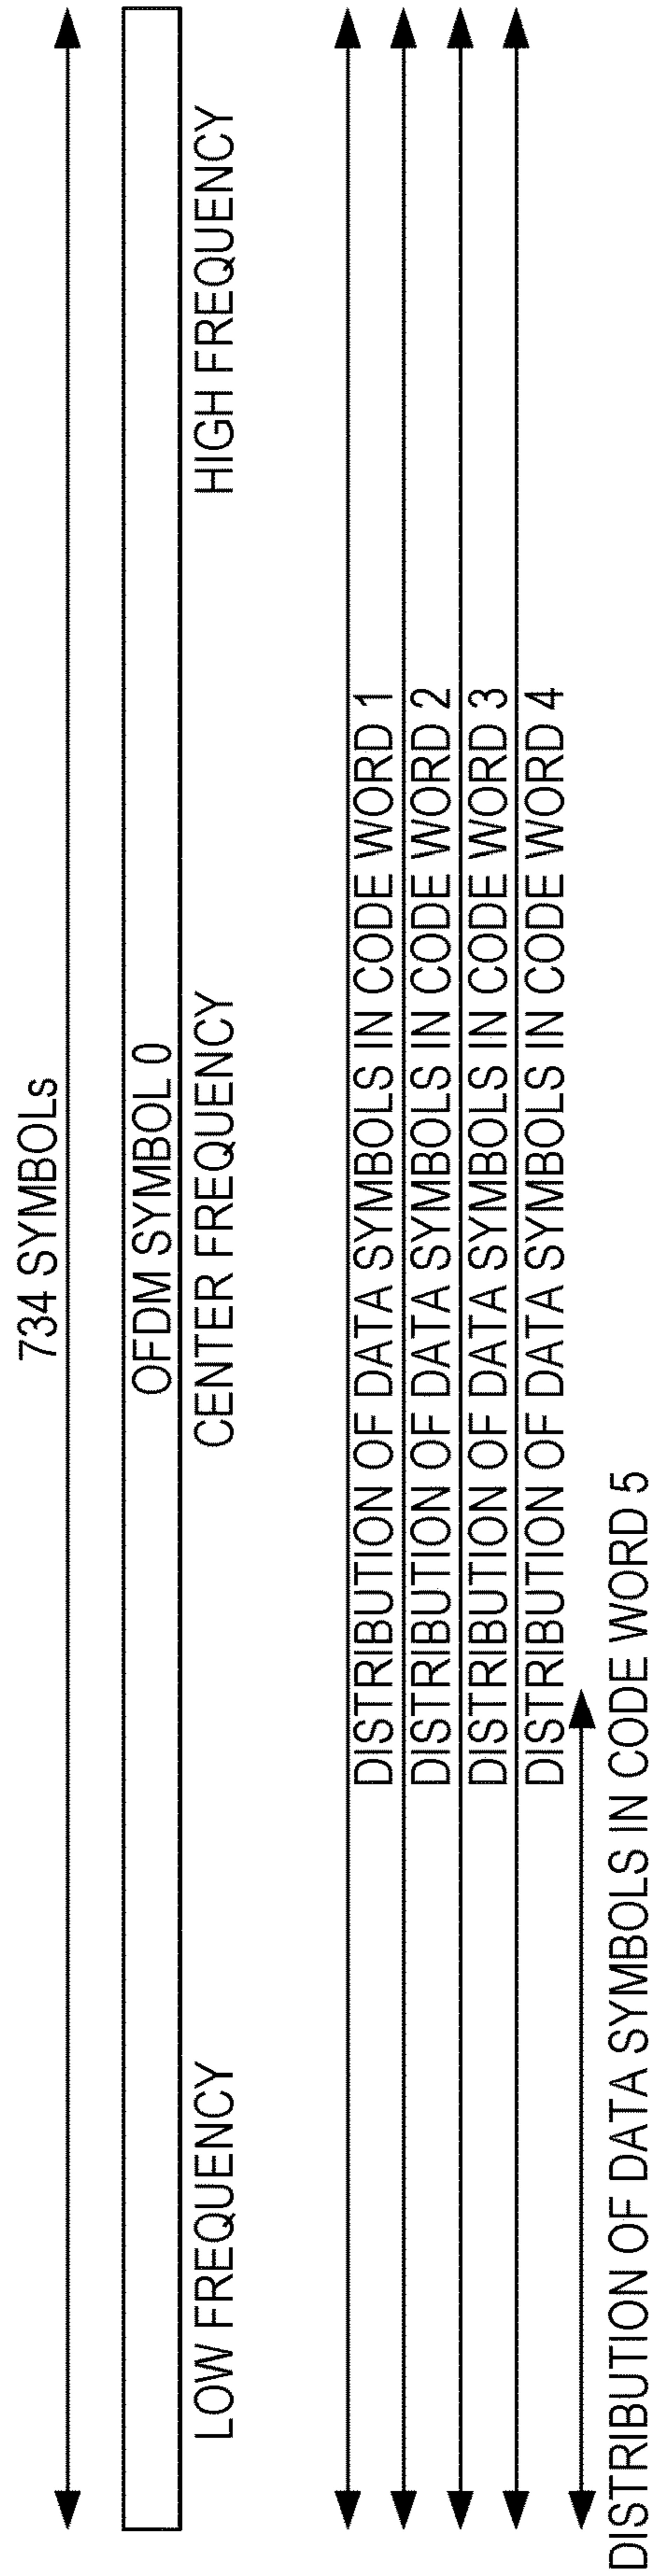 734 SYMBOLs
OFDM SYMBOL 0
LOW FREQUENCY
CENTER FREQUENCY
HIGH FREQUENCY
DISTRIBUTION OF DATA SYMBOLS IN CODE WORD 1
DISTRIBUTION OF DATA SYMBOLS IN CODE WORD 2
DISTRIBUTION OF DATA SYMBOLS IN CODE WORD 3
DISTRIBUTION OF DATA SYMBOLS IN CODE WORD 4
DISTRIBUTION OF DATA SYMBOLS IN CODE WORD 5